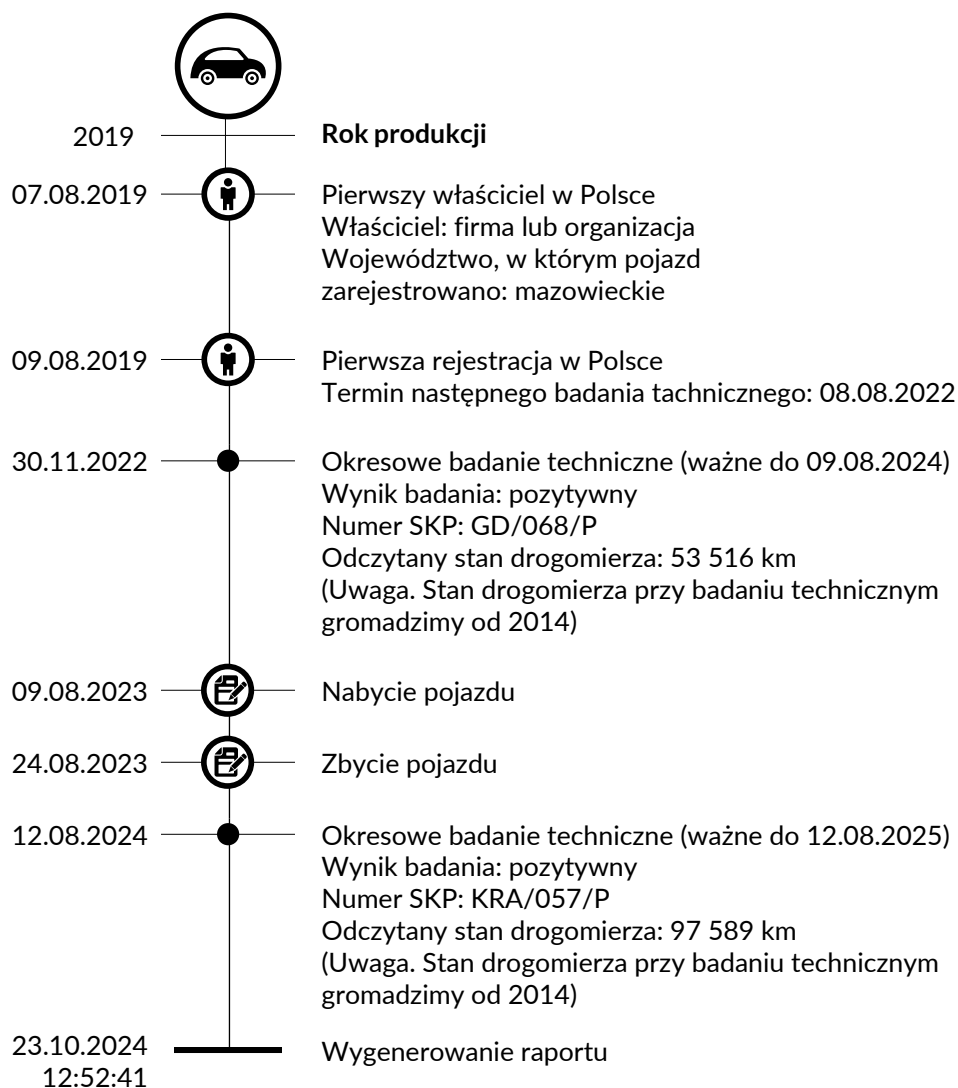 2019
Rok produkcji
07.08.2019
Pierwszy właściciel w Polsce
Właściciel: firma lub organizacja
Województwo, w którym pojazd
zarejestrowano: mazowieckie
09.08.2019
Pierwsza rejestracja w Polsce
Termin następnego badania tachnicznego: 08.08.2022
30.11.2022
Okresowe badanie techniczne (ważne do 09.08.2024)
Wynik badania: pozytywny
Numer SKP: GD/068/P
Odczytany stan drogomierza: 53 516 km
(Uwaga. Stan drogomierza przy badaniu technicznym
gromadzimy od 2014)
09.08.2023
Nabycie pojazdu
24.08.2023
Zbycie pojazdu
12.08.2024
Okresowe badanie techniczne (ważne do 12.08.2025)
Wynik badania: pozytywny
Numer SKP: KRA/057/P
Odczytany stan drogomierza: 97 589 km
(Uwaga. Stan drogomierza przy badaniu technicznym
gromadzimy od 2014)
23.10.2024
12:52:41
Wygenerowanie raportu